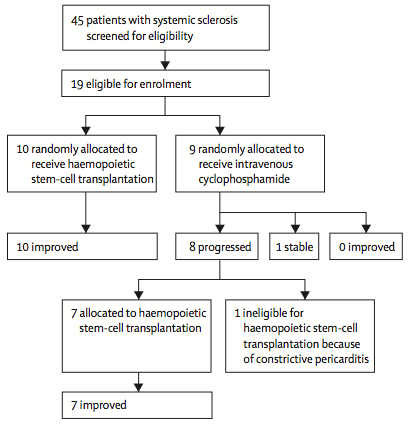 45 patients with systemic sclerosis
screened for eligibility
19 eligible for enrolment
10 randomly allocated to
receive haemopoietic
stem-cell transplantation
9 randomly allocated to
receive intravenous
cyclophosphamide
10 improved
8 progressed
1 stable
0 improved
7 allocated to haemopoietic
stem-cell transplantation
1 ineligible for
haemopoietic stem-cell
transplantation because
of constrictive pericarditis
7 improved